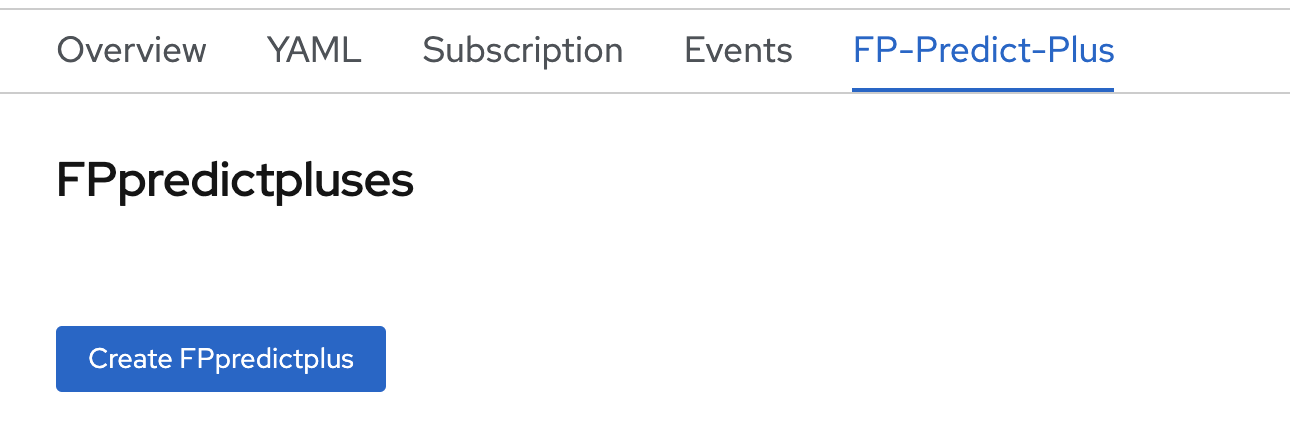 Overview YAML Subscription Events FP-Predict-Plus
FPpredictpluses
Create FPpredictplus